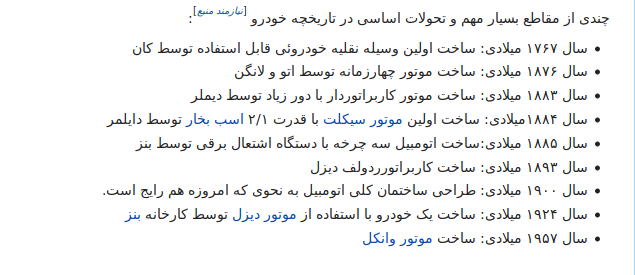 چندی از مقاطع بسیار مهم و تحولات اساسی در تاریخچه خودرو [نیازمند منبع]:
• سال ۱۷۶۷ میلادی: ساخت اولین وسیله نقلیه خودروئی قابل استفاده توسط کان
• سال ۱۸۷۶ میلادی: ساخت موتور چهارزمانه توسط اتو و لانگن
• سال ۱۸۸۳ میلادی: ساخت موتور کاربراتوردار با دور زیاد توسط دیملر
• سال ۱۸۸۴میلادی: ساخت اولین موتور سیکلت با قدرت ۲/۱ اسب بخار توسط دایلمر
• سال ۱۸۸۵ میلادی:ساخت اتومبیل سه چرخه با دستگاه اشتعال برقی توسط بنز
• سال ۱۸۹۳ میلادی: ساخت کاربراتورردولف دیزل
• سال ۱۹۰۰ میلادی: طراحی ساختمان کلی اتومبیل به نحوی که امروزه هم رایج است.
• سال ۱۹۲۴ میلادی: ساخت یک خودرو با استفاده از موتور دیزل توسط کارخانه بنز
• سال ۱۹۵۷ میلادی: ساخت موتور وانکل